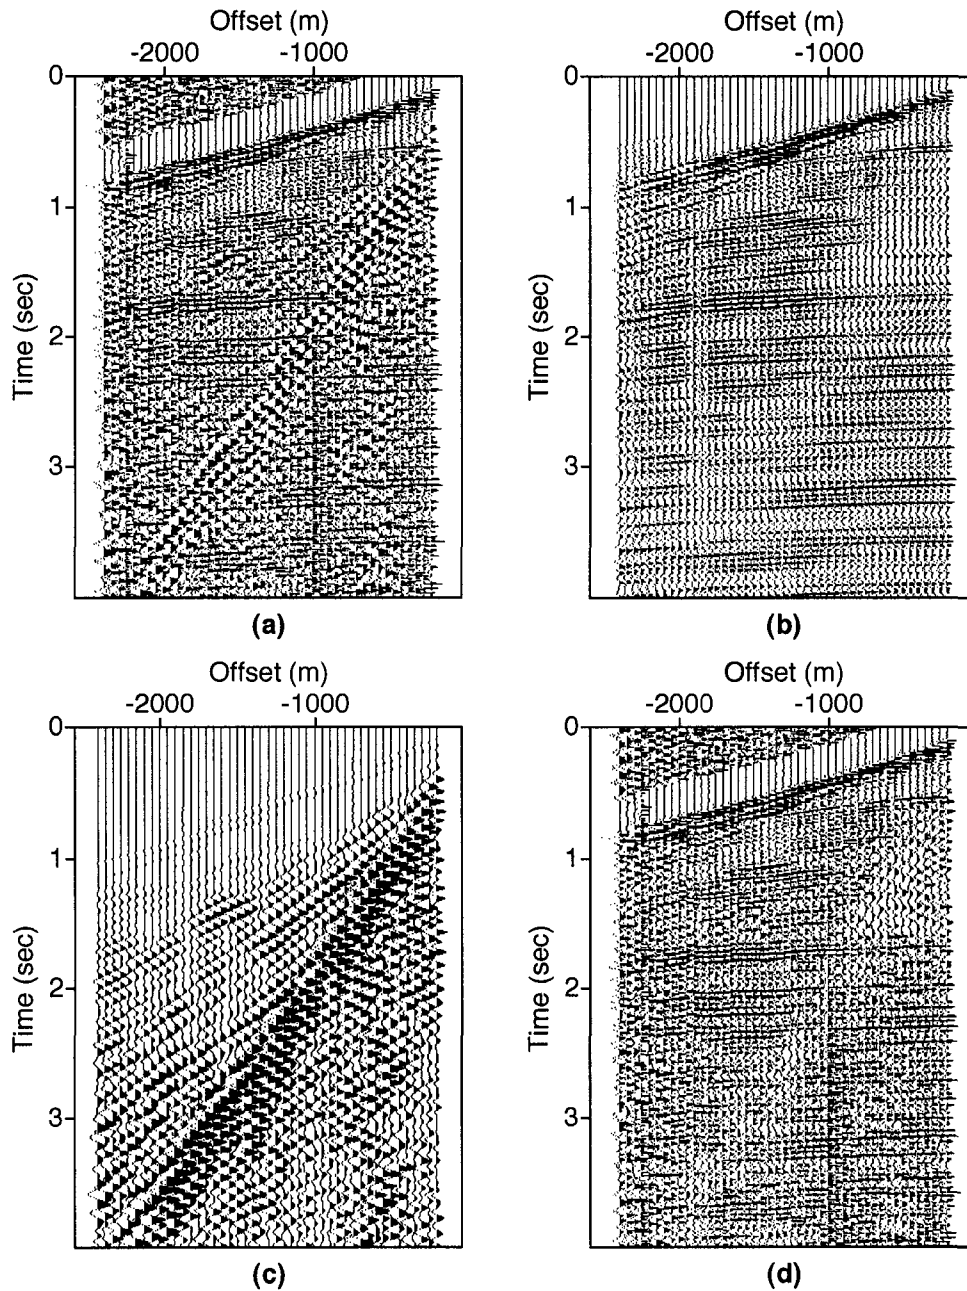 Offset (m)
-2000 -1000
0
1
2
3
Time (sec)
(a)
Offset (m)
-2000 -1000
0
1
2
3
Time (sec)
(b)
Offset (m)
-2000 -1000
0
1
2
3
Time (sec)
(c)
Offset (m)
-2000 -1000
0
1
2
3
Time (sec)
(d)